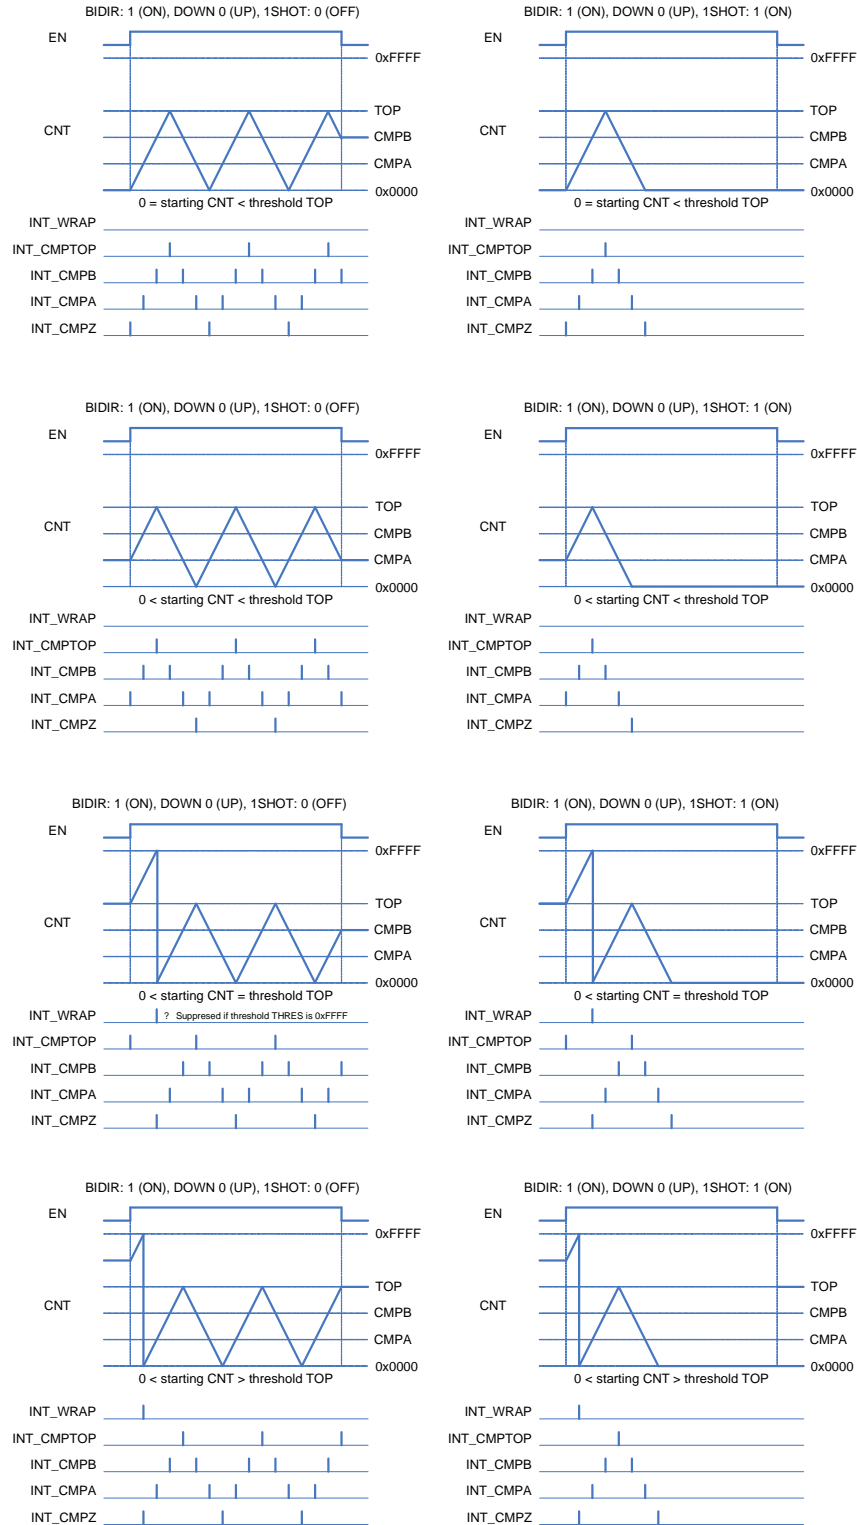 BIDIR: 1 (ON), DOWN 0 (UP), 1SHOT: 0 (OFF)
EN
0xFFFF
TOP
CNT
CMPB
CMPA
0x0000
0 = starting CNT < threshold TOP
INT_WRAP
INT_CMPTOP
INT_CMPB
INT_CMPA
INT_CMPZ
BIDIR: 1 (ON), DOWN 0 (UP), 1SHOT: 1 (ON)
EN
0xFFFF
TOP
CNT
CMPB
CMPA
0x0000
0 = starting CNT < threshold TOP
INT_WRAP
INT_CMPTOP
INT_CMPB
INT_CMPA
INT_CMPZ
BIDIR: 1 (ON), DOWN 0 (UP), 1SHOT: 0 (OFF)
EN
0xFFFF
TOP
CNT
CMPB
CMPA
0x0000
0 < starting CNT < threshold TOP
INT_WRAP
INT_CMPTOP
INT_CMPB
INT_CMPA
INT_CMPZ
BIDIR: 1 (ON), DOWN 0 (UP), 1SHOT: 1 (ON)
EN
0xFFFF
TOP
CNT
CMPB
CMPA
0x0000
0 < starting CNT < threshold TOP
INT_WRAP
INT_CMPTOP
INT_CMPB
INT_CMPA
INT_CMPZ
BIDIR: 1 (ON), DOWN 0 (UP), 1SHOT: 0 (OFF)
EN
0xFFFF
TOP
CNT
CMPB
CMPA
0x0000
0 < starting CNT = threshold TOP
INT_WRAP
? Suppresed if threshold THRES is 0xFFFF
INT_CMPTOP
INT_CMPB
INT_CMPA
INT_CMPZ
BIDIR: 1 (ON), DOWN 0 (UP), 1SHOT: 1 (ON)
EN
0xFFFF
TOP
CNT
CMPB
CMPA
0x0000
0 < starting CNT = threshold TOP
INT_WRAP
INT_CMPTOP
INT_CMPB
INT_CMPA
INT_CMPZ
BIDIR: 1 (ON), DOWN 0 (UP), 1SHOT: 0 (OFF)
EN
0xFFFF
TOP
CNT
CMPB
CMPA
0x0000
0 < starting CNT > threshold TOP
INT_WRAP
INT_CMPTOP
INT_CMPB
INT_CMPA
INT_CMPZ
BIDIR: 1 (ON), DOWN 0 (UP), 1SHOT: 1 (ON)
EN
0xFFFF
TOP
CNT
CMPB
CMPA
0x0000
0 < starting CNT > threshold TOP
INT_WRAP
INT_CMPTOP
INT_CMPB
INT_CMPA
INT_CMPZ